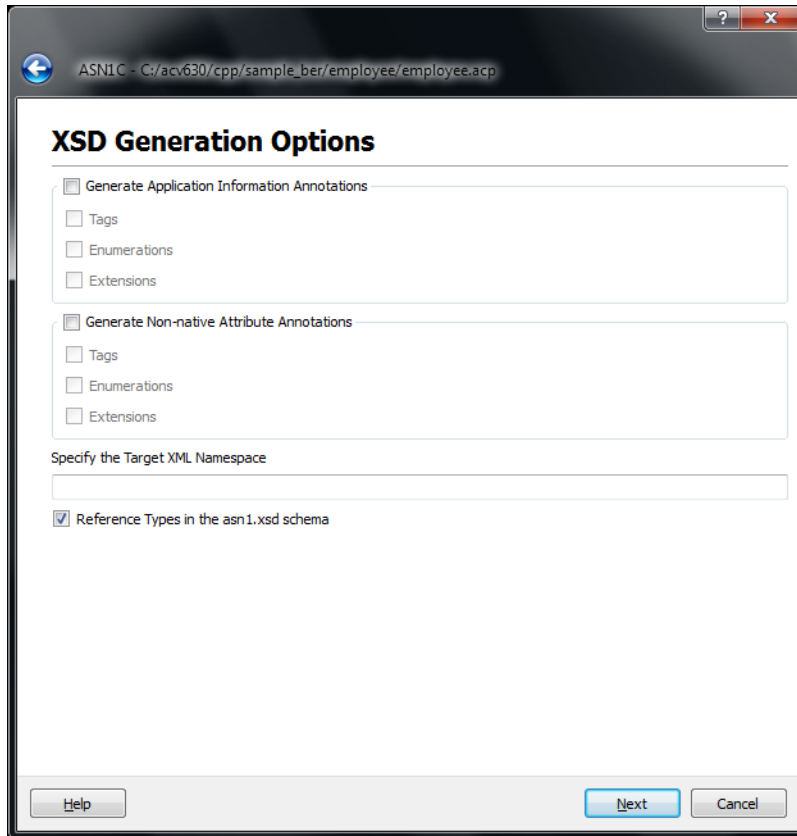 ?
ASN1C - C:/acv630/cpp/sample_ber/employee/employee.acp
XSD Generation Options
Generate Application Information Annotations
Tags
Enumerations
Extensions
Generate Non-native Attribute Annotations
Tags
Enumerations
Extensions
Specify the Target XML Namespace
Reference Types in the asn1.xsd schema
Help Next Cancel